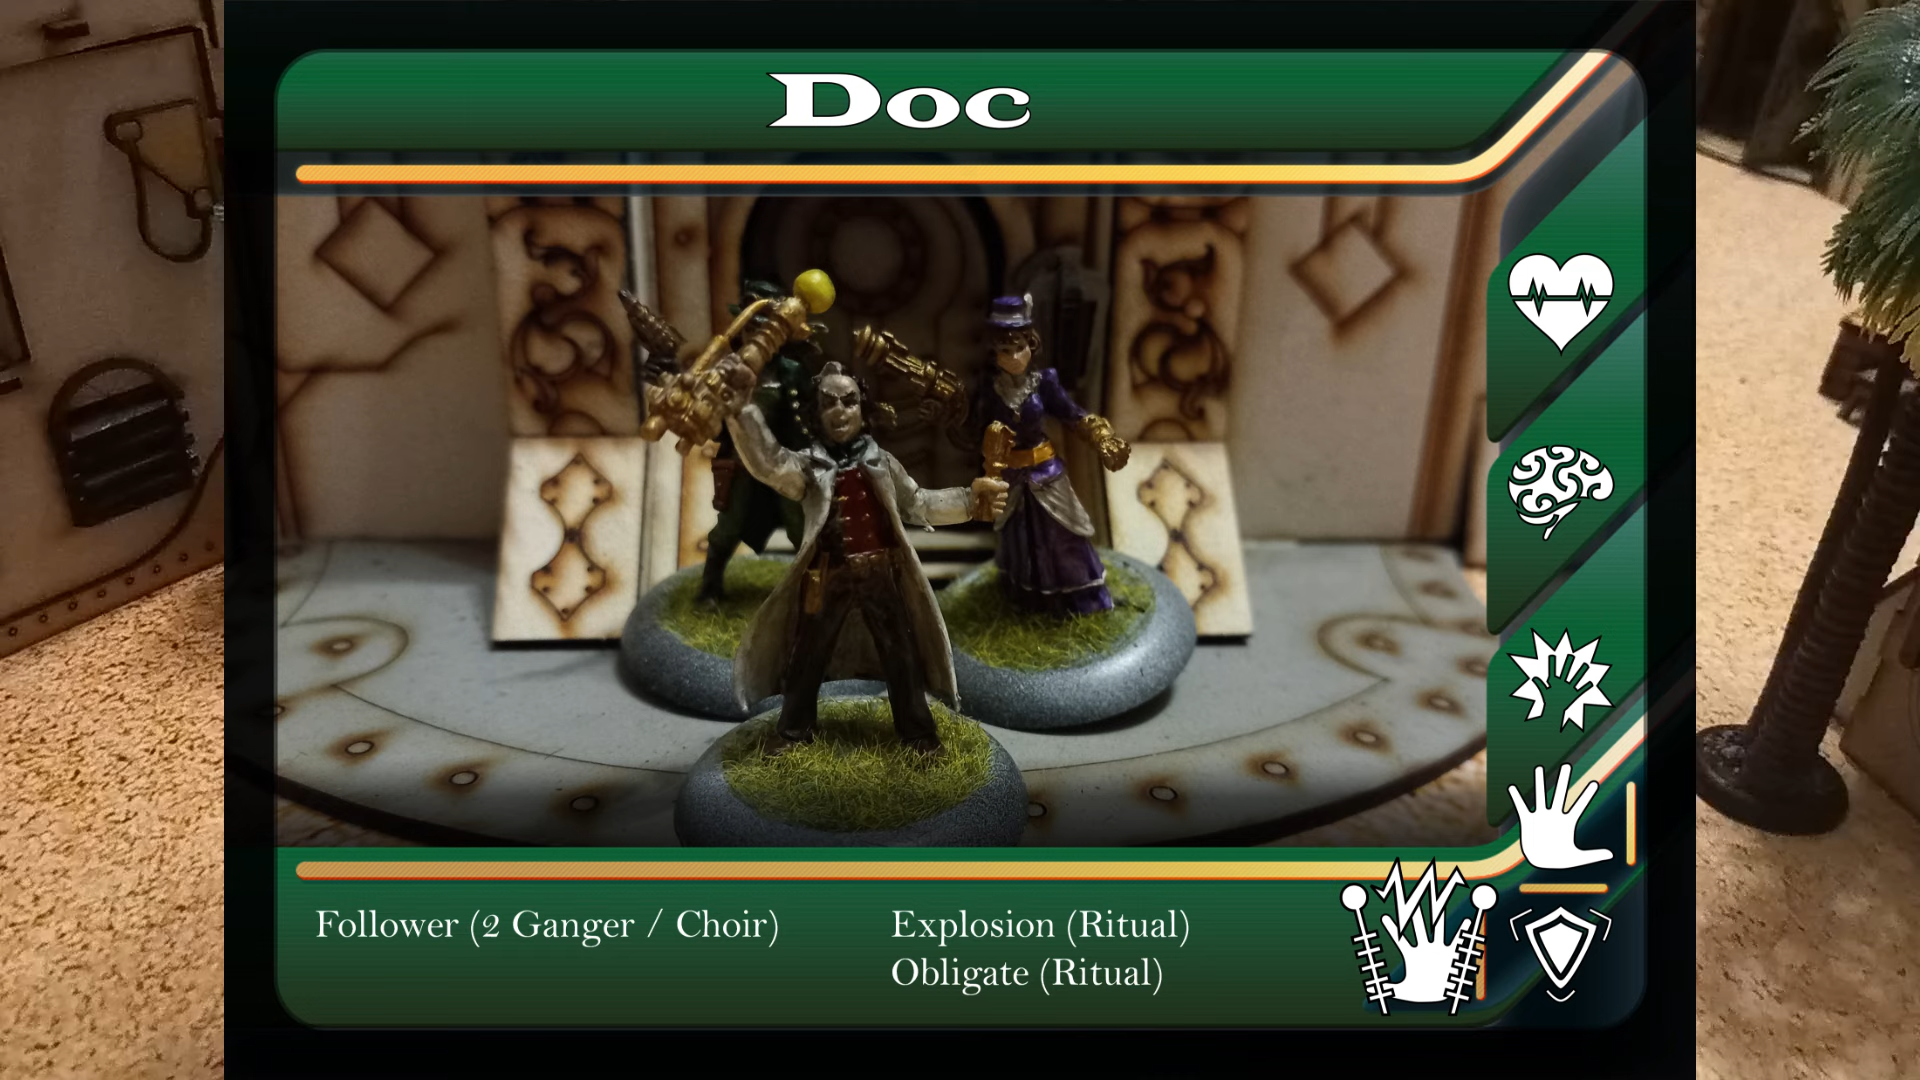 Doc
Follower (2 Ganger / Choir)
Explosion (Ritual)
Obligate (Ritual)